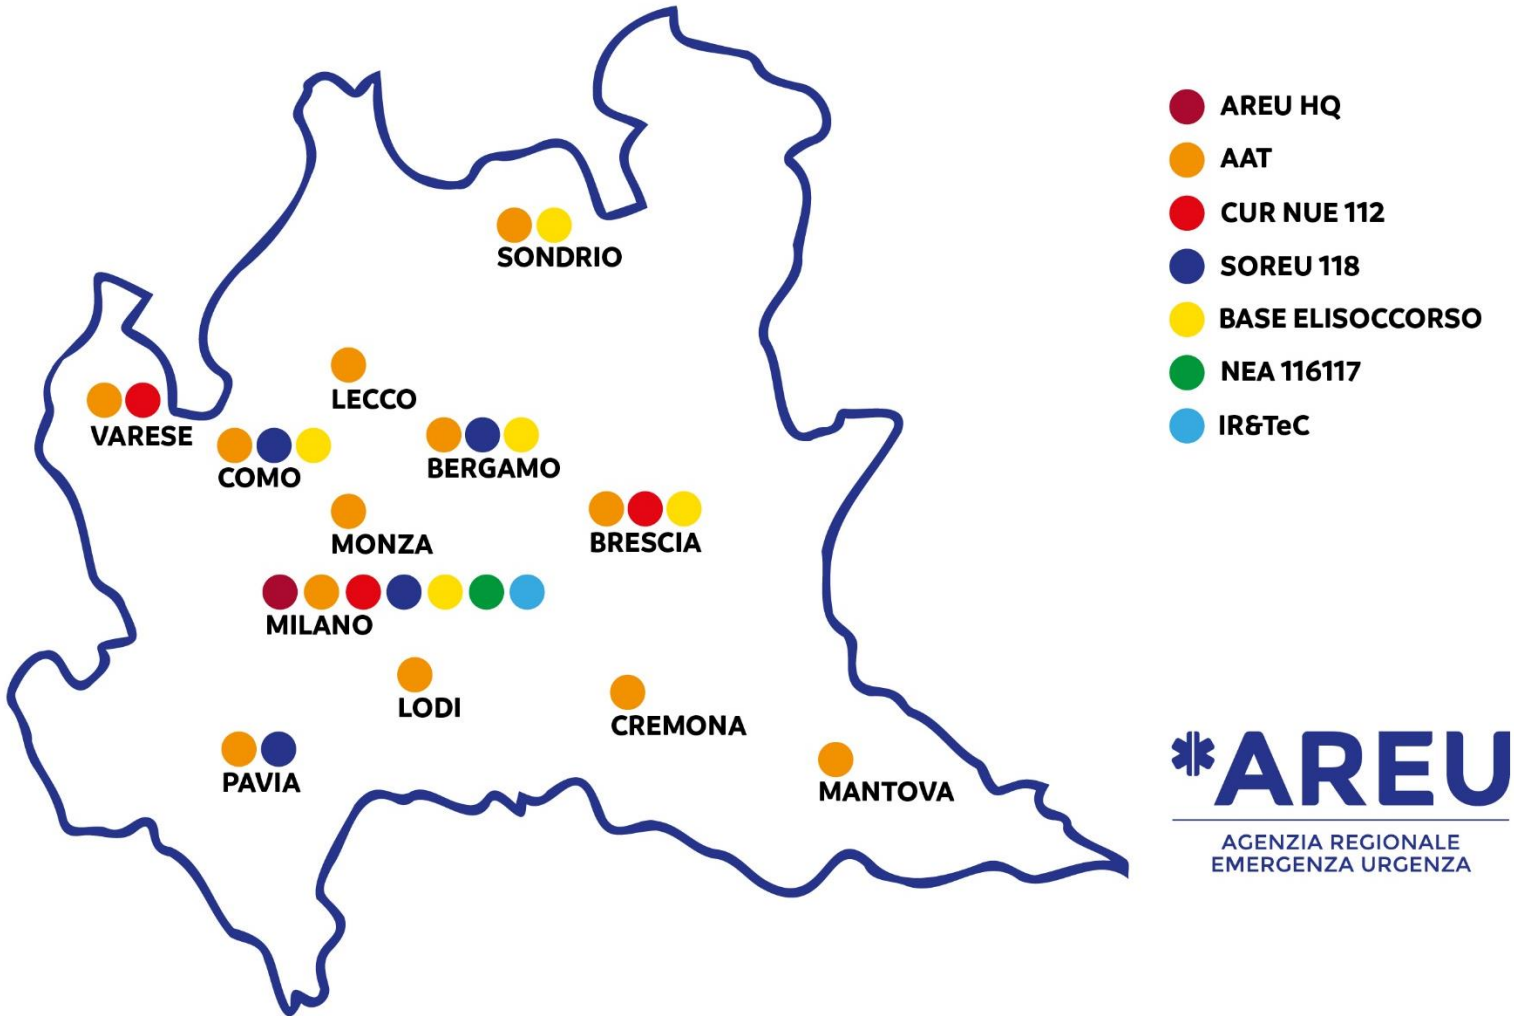 SONDRIO
LECCO
VARESE
COMO
BERGAMO
MONZA
BRESCIA
MILANO
LODI
CREMONA
PAVIA
MANTOVA
AREU HQ
AAT
CUR NUE 112
SOREU 118
BASE ELISOCCORSO
NEA 116117
IR&TeC
*AREU
AGENZIA REGIONALE
EMERGENZA URGENZA